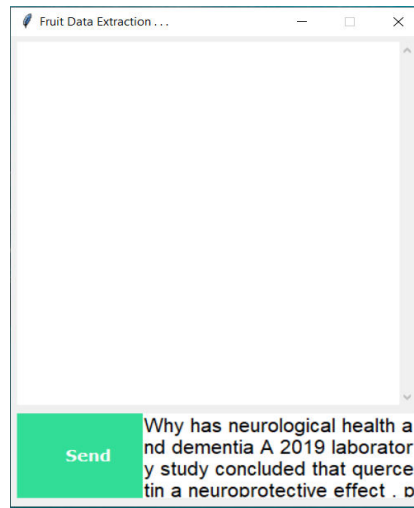 Fruit Data Extraction . . .
Send
Why has neurological health a
nd dementia A 2019 laborator
y study concluded that querce
tin a neuroprotective effect . p